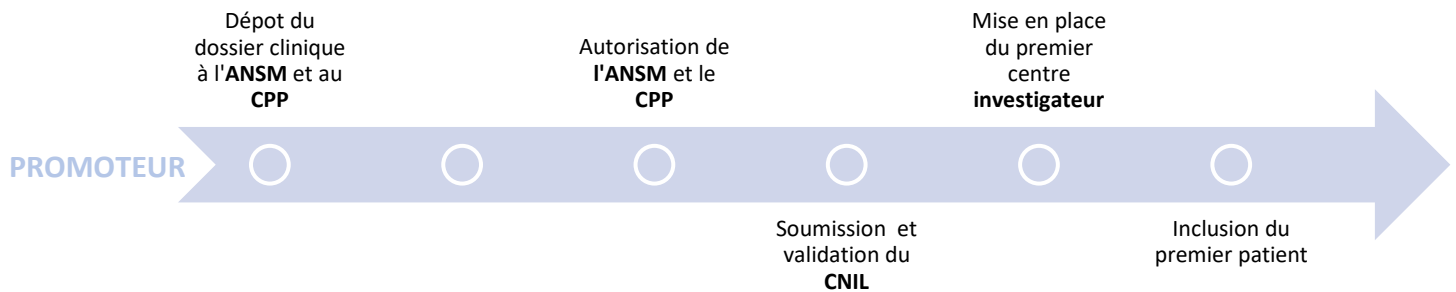 PROMOTEUR
Dépot du
dossier clinique
à l'ANSM et au
CPP
Autorisation de
l'ANSM et le
CPP
Soumission et
validation du
CNIL
Mise en place
du premier
centre
investigateur
Inclusion du
premier patient